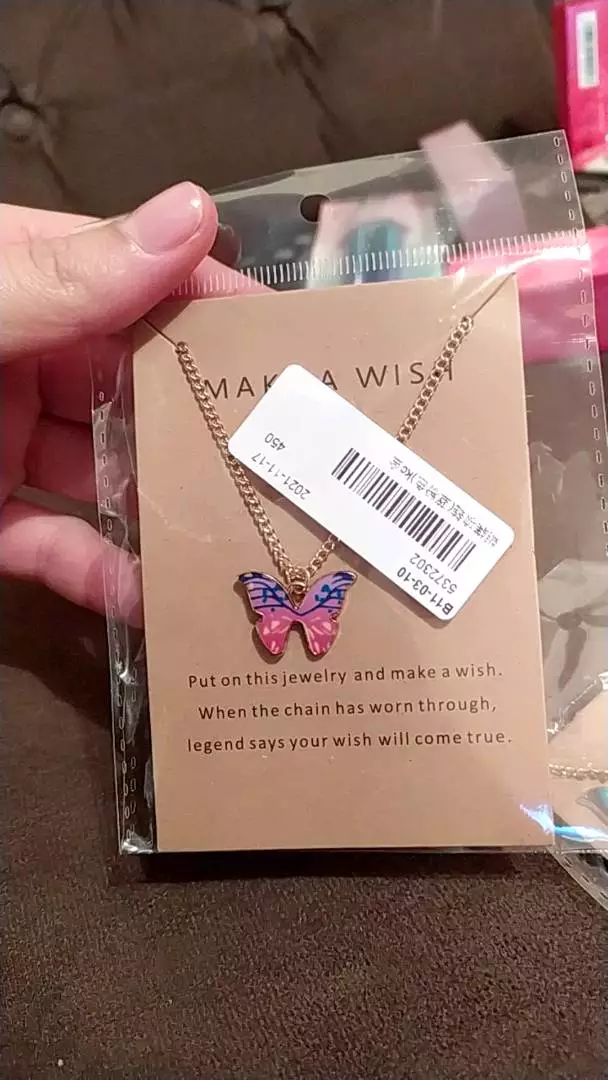 MAKE A WISH
2021-11-17
450
B11-03-10
5372302
Put on this jewelry and make a wish.
When the chain has worn through,
legend says your wish will come true.